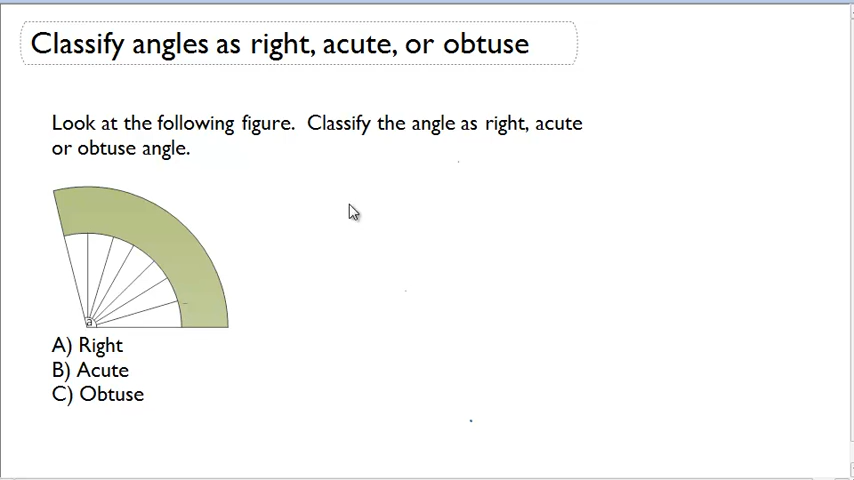 Classify angles as right, acute, or obtuse
Look at the following figure.  Classify the angle as right, acute
or obtuse angle.
a
A) Right
B) Acute
C) Obtuse